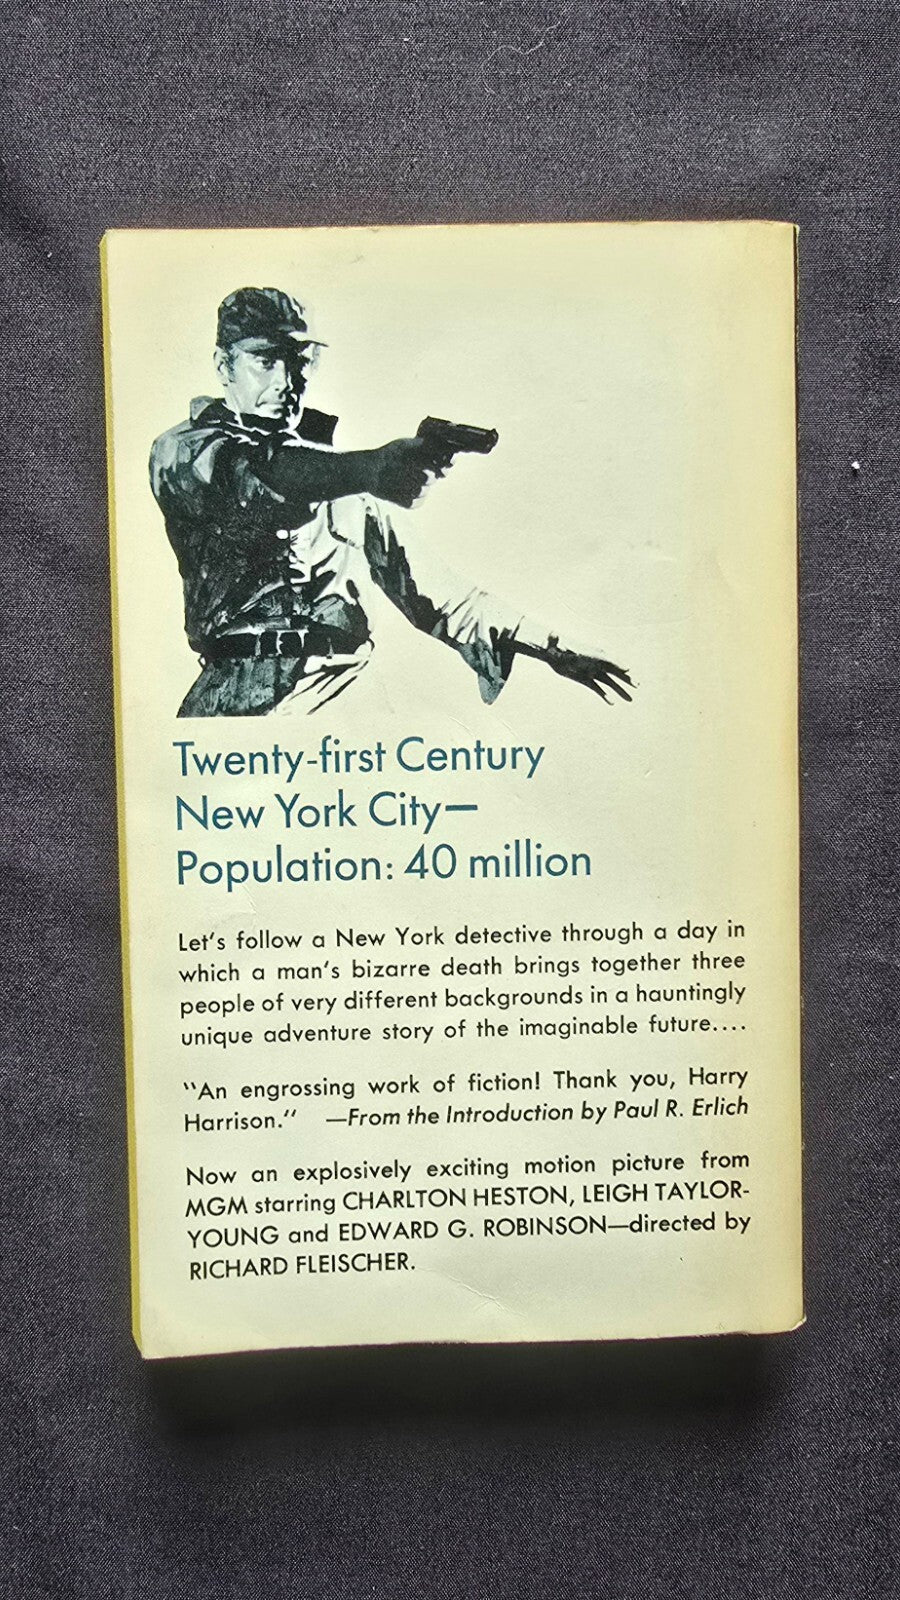 Twenty-first Century
New York City—
Population: 40 million
Let's follow a New York detective through a day in
which a man's bizarre death brings together three
people of very different backgrounds in a hauntingly
unique adventure story of the imaginable future....
"An engrossing work of fiction! Thank you, Harry
Harrison." —From the Introduction by Paul R. Erlich
Now an explosively exciting motion picture from
MGM starring CHARLTON HESTON, LEIGH TAYLOR-
YOUNG and EDWARD G. ROBINSON—directed by
RICHARD FLEISCHER.